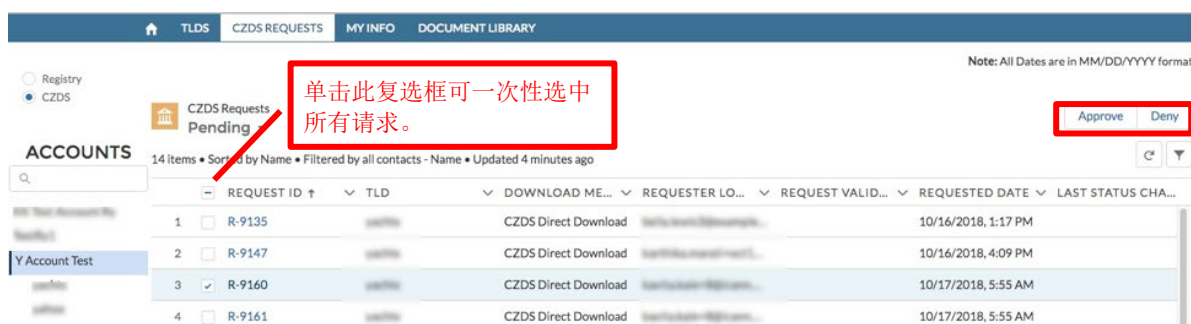 TLDS CZDS REQUESTS MY INFO DOCUMENT LIBRARY
Note: All Dates are in MM/DD/YYYY format
Registry
CZDS
单击此复选框可一次性选中
所有请求。
CZDS Requests
Pending
Approve Deny
ACCOUNTS
14 items • Sorted by Name • Filtered by all contacts - Name • Updated 4 minutes ago
REQUEST ID ↑ TLD DOWNLOAD ME... REQUESTER LO... REQUEST VALID... REQUESTED DATE LAST STATUS CHA...
1 R-9135 CZDS Direct Download 10/16/2018, 1:17 PM
Y Account Test
2 R-9147 CZDS Direct Download 10/16/2018, 4:09 PM
3 R-9160 CZDS Direct Download 10/17/2018, 5:55 AM
4 R-9161 CZDS Direct Download 10/17/2018, 5:55 AM